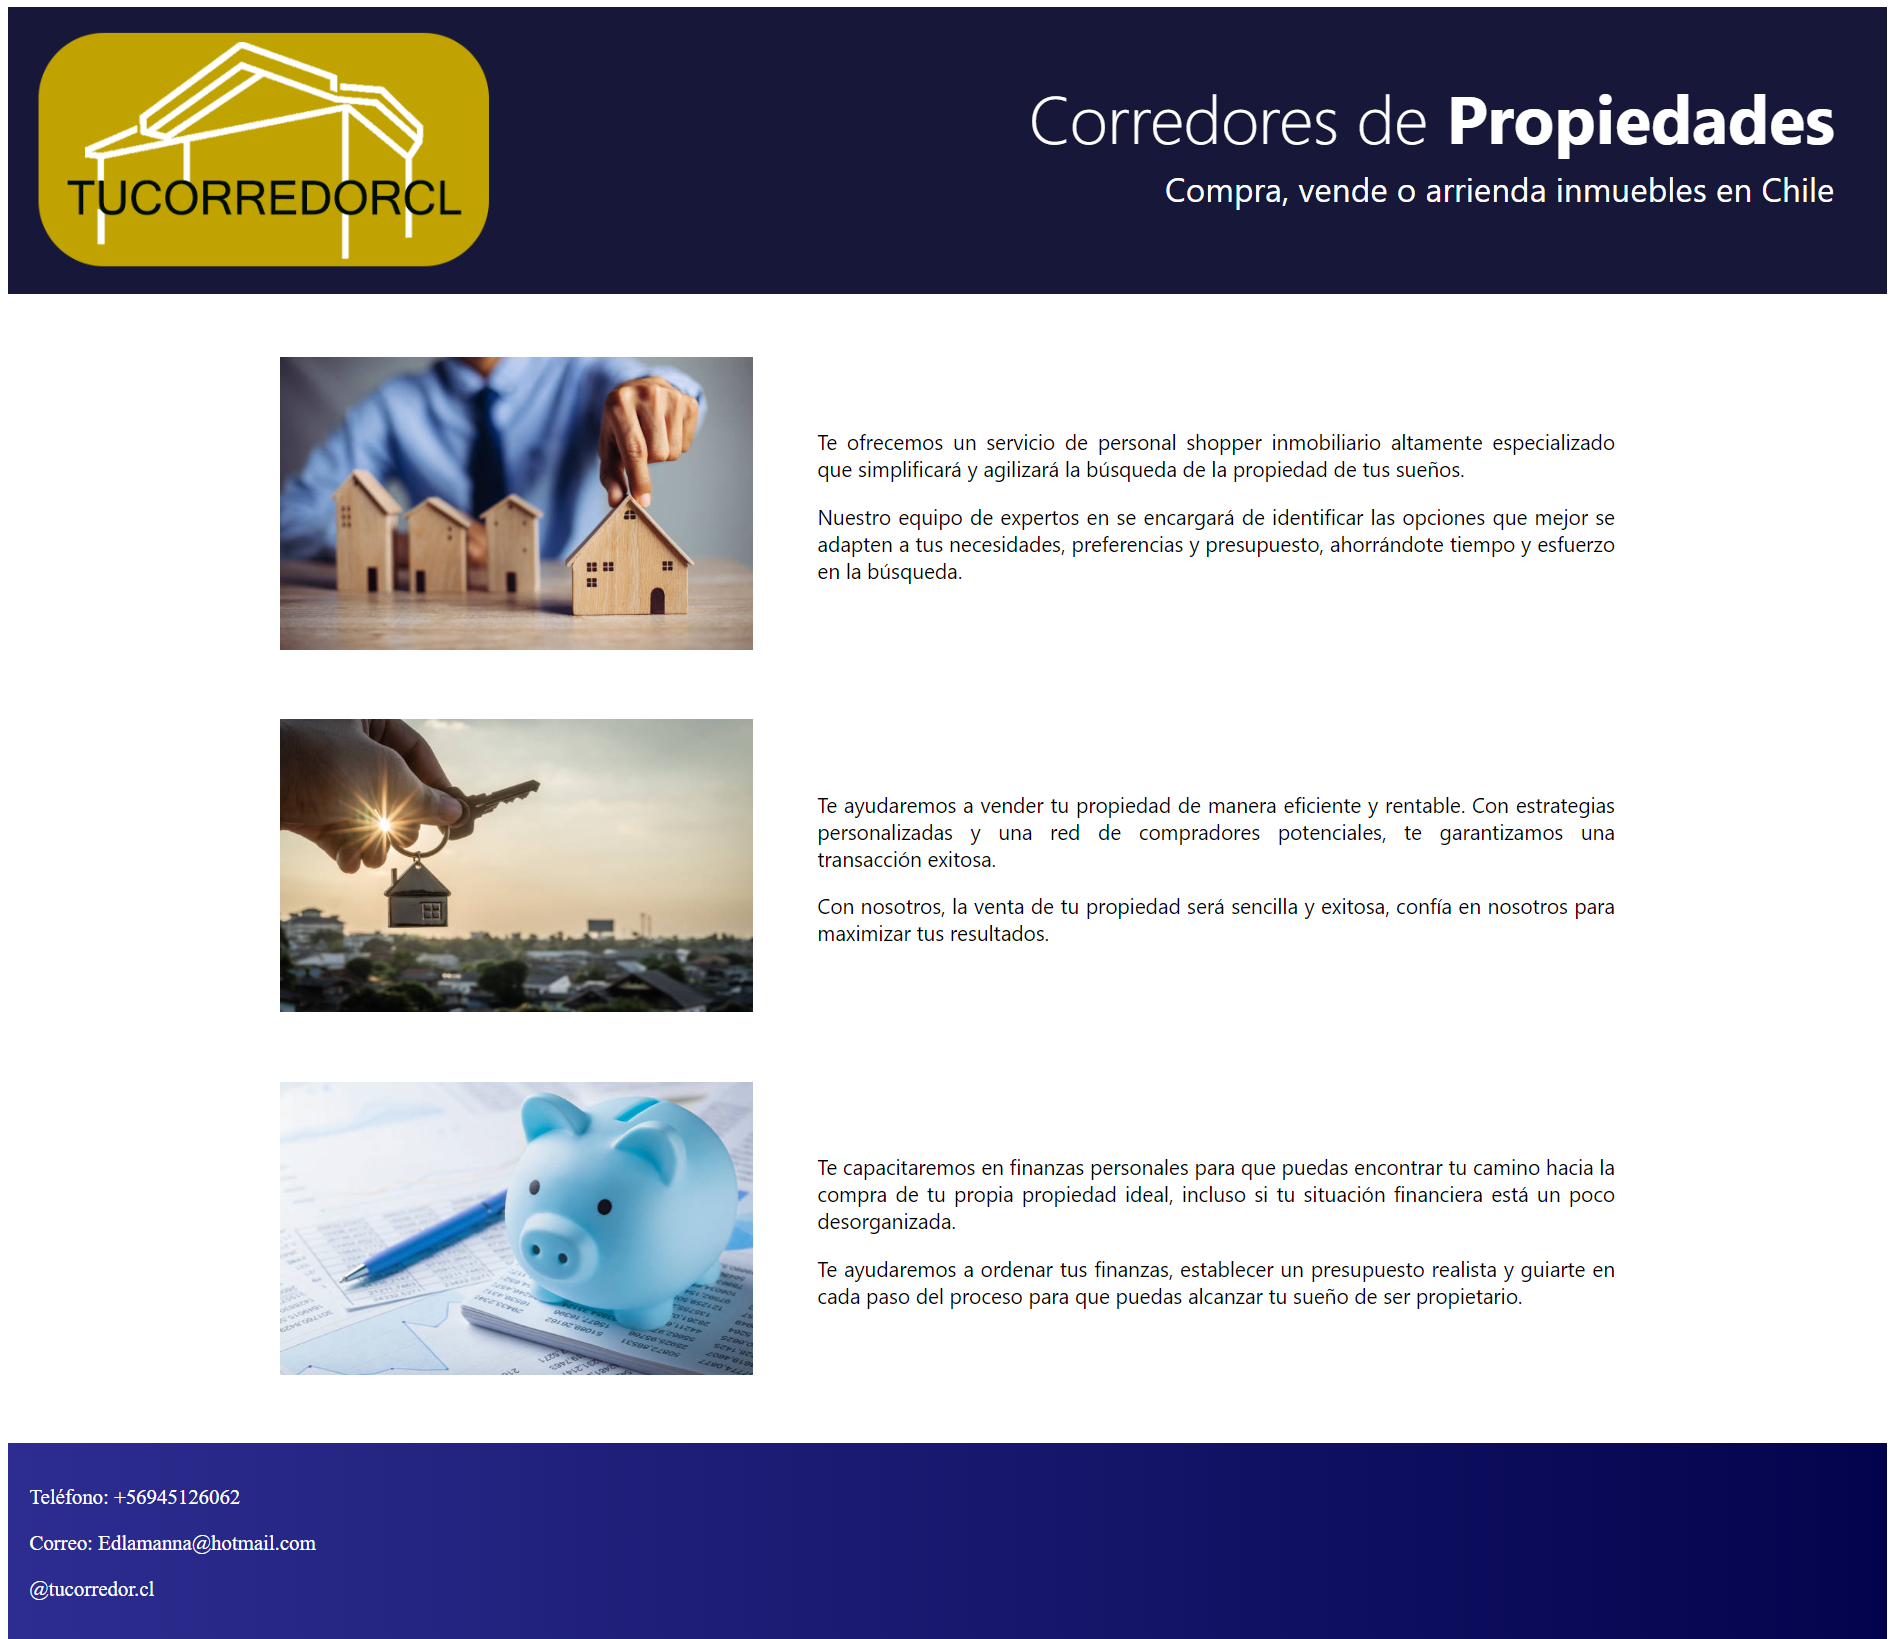 TUCORREDORCL
Corredores de Propiedades
Compra, vende o arrienda inmuebles en Chile
Te ofrecemos un servicio de personal shopper inmobiliario altamente especializado
que simplificará y agilizará la búsqueda de la propiedad de tus sueños.
Nuestro equipo de expertos en se encargará de identificar las opciones que mejor se
adapten a tus necesidades, preferencias y presupuesto, ahorrándote tiempo y esfuerzo
en la búsqueda.
Te ayudaremos a vender tu propiedad de manera eficiente y rentable. Con estrategias
personalizadas y una red de compradores potenciales, te garantizamos una
transacción exitosa.
Con nosotros, la venta de tu propiedad será sencilla y exitosa, confía en nosotros para
maximizar tus resultados.
Te capacitaremos en finanzas personales para que puedas encontrar tu camino hacia la
compra de tu propia propiedad ideal, incluso si tu situación financiera está un poco
desorganizada.
Te ayudaremos a ordenar tus finanzas, establecer un presupuesto realista y guiarte en
cada paso del proceso para que puedas alcanzar tu sueño de ser propietario.
Teléfono: +56945126062
Correo: Edlamanna@hotmail.com
@tucorredor.cl